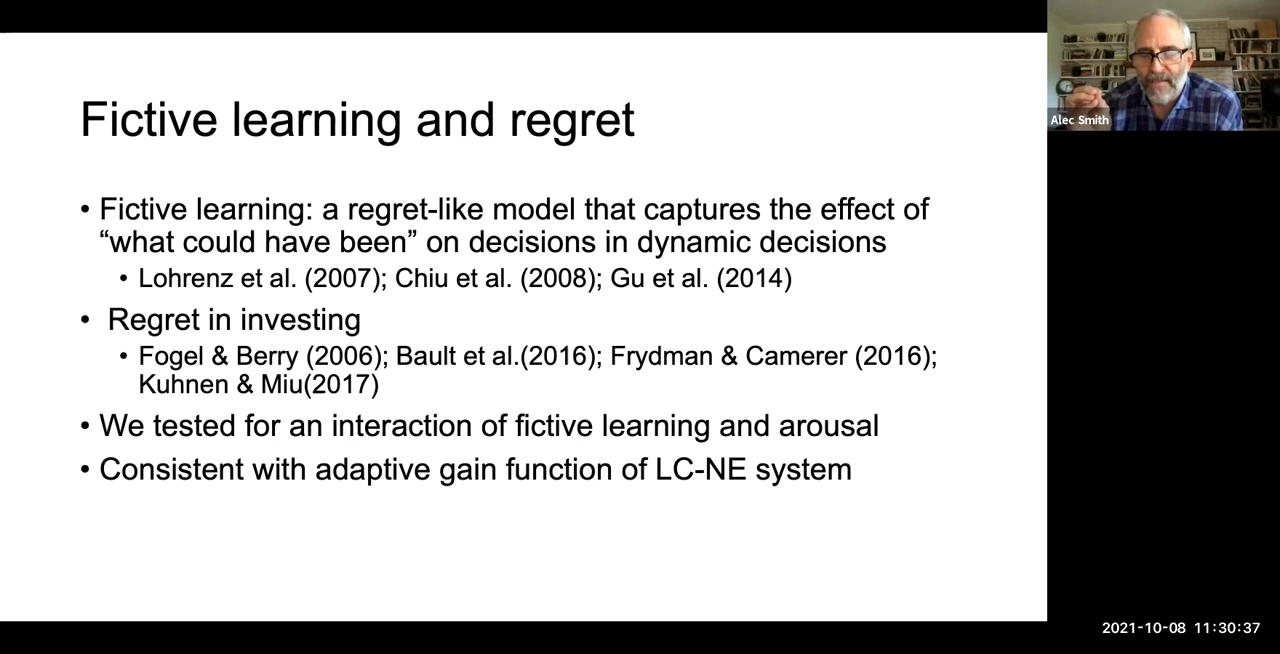 Fictive learning and regret
• Fictive learning: a regret-like model that captures the effect of
“what could have been” on decisions in dynamic decisions
• Lohrenz et al. (2007); Chiu et al. (2008); Gu et al. (2014)
• Regret in investing
• Fogel & Berry (2006); Bault et al.(2016); Frydman & Camerer (2016);
Kuhnen & Miu(2017)
• We tested for an interaction of fictive learning and arousal
• Consistent with adaptive gain function of LC-NE system
Alec Smith
2021-10-08 11:30:37